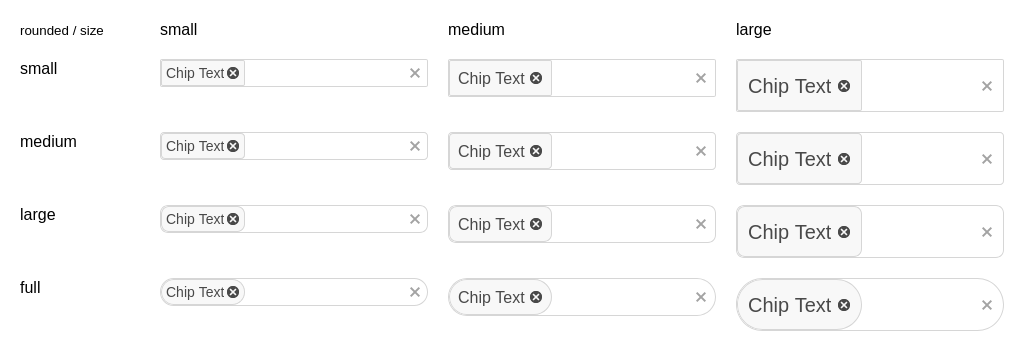 rounded / size small medium large
small Chip Text Chip Text Chip Text
medium Chip Text Chip Text Chip Text
large Chip Text Chip Text Chip Text
full Chip Text Chip Text Chip Text